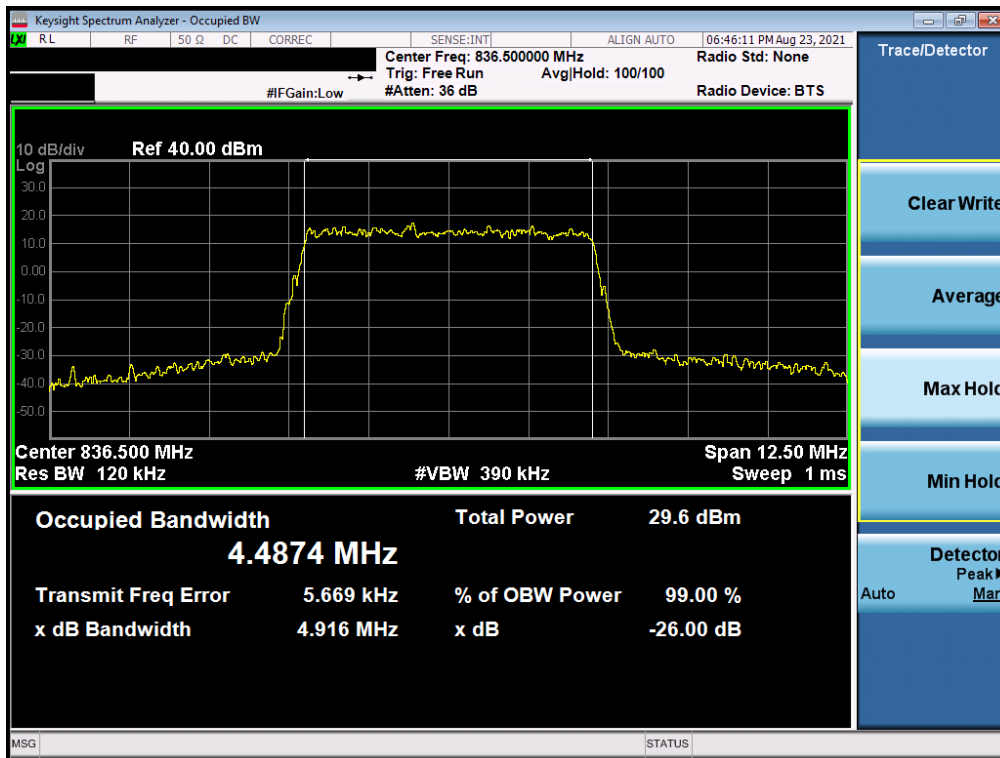 Keysight Spectrum Analyzer - Occupied BW
LXI RL RF 50 Ω DC CORREC SENSE:INT ALIGN AUTO 06:46:11 PM Aug 23, 2021
Center Freq: 836.500000 MHz Radio Std: None
Trig: Free Run Avg|Hold: 100/100
#IFGain:Low #Atten: 36 dB Radio Device: BTS
Trace/Detector
10 dB/div Ref 40.00 dBm
Log
30.0
20.0
10.0
0.00
-10.0
-20.0
-30.0
-40.0
-50.0
Center 836.500 MHz Span 12.50 MHz
Res BW 120 kHz #VBW 390 kHz Sweep 1 ms
Occupied Bandwidth Total Power 29.6 dBm
4.4874 MHz
Transmit Freq Error 5.669 kHz % of OBW Power 99.00 %
x dB Bandwidth 4.916 MHz x dB -26.00 dB
Clear Write
Average
Max Hold
Min Hold
Detector
Peak
Auto Man
MSG STATUS